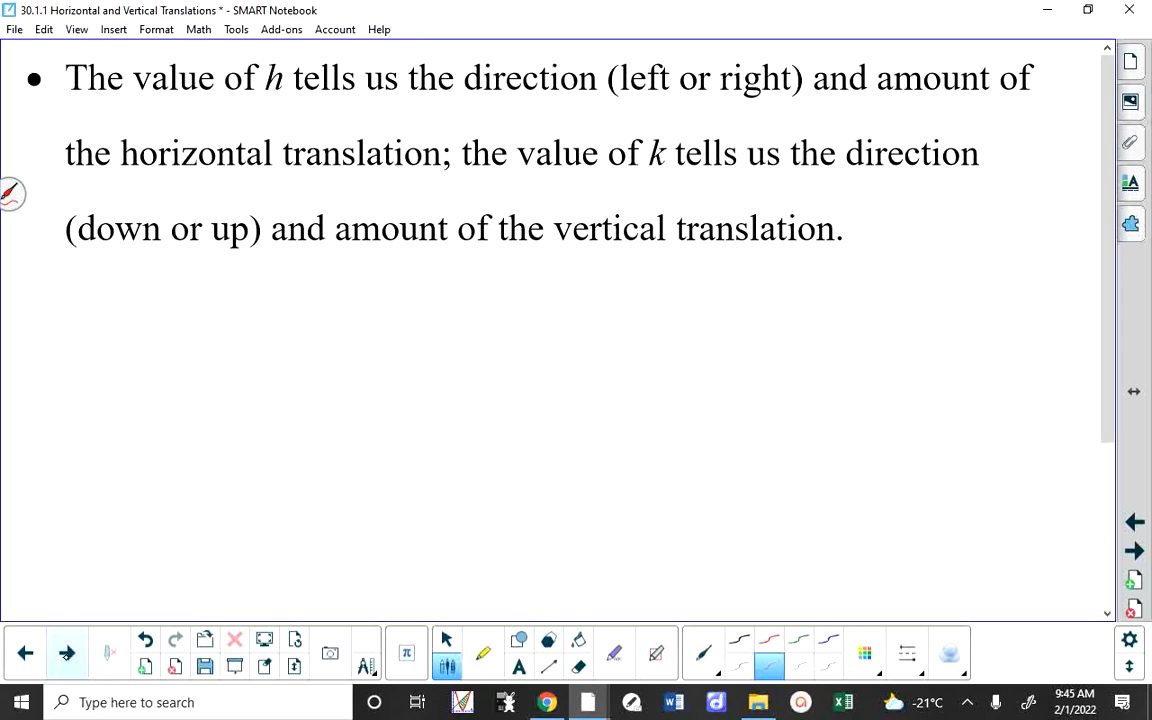 30.1.1 Horizontal and Vertical Translations * - SMART Notebook
File Edit View Insert Format Math Tools Add-ons Account Help
• The value of h tells us the direction (left or right) and amount of
the horizontal translation; the value of k tells us the direction
(down or up) and amount of the vertical translation.
Type here to search
-21°C
9:45 AM
2/1/2022